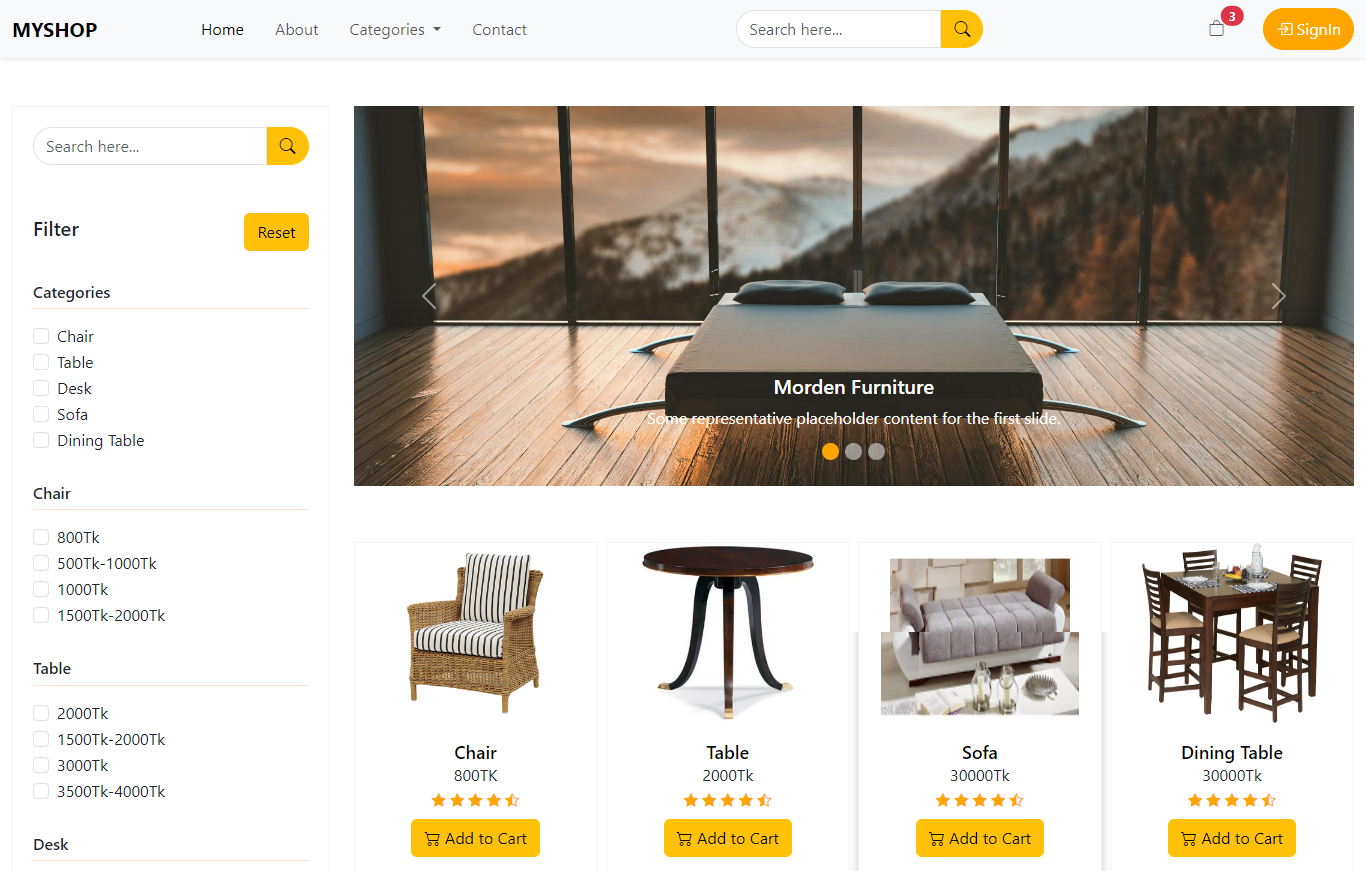 MYSHOP Home About Categories Contact Search here... 3 SignIn
Search here...
Filter Reset
Categories
Chair
Table
Desk
Sofa
Dining Table
Chair
800Tk
500Tk-1000Tk
1000Tk
1500Tk-2000Tk
Table
2000Tk
1500Tk-2000Tk
3000Tk
3500Tk-4000Tk
Desk
Morden Furniture
Some representative placeholder content for the first slide.
Chair
800TK
Add to Cart
Table
2000Tk
Add to Cart
Sofa
30000Tk
Add to Cart
Dining Table
30000Tk
Add to Cart